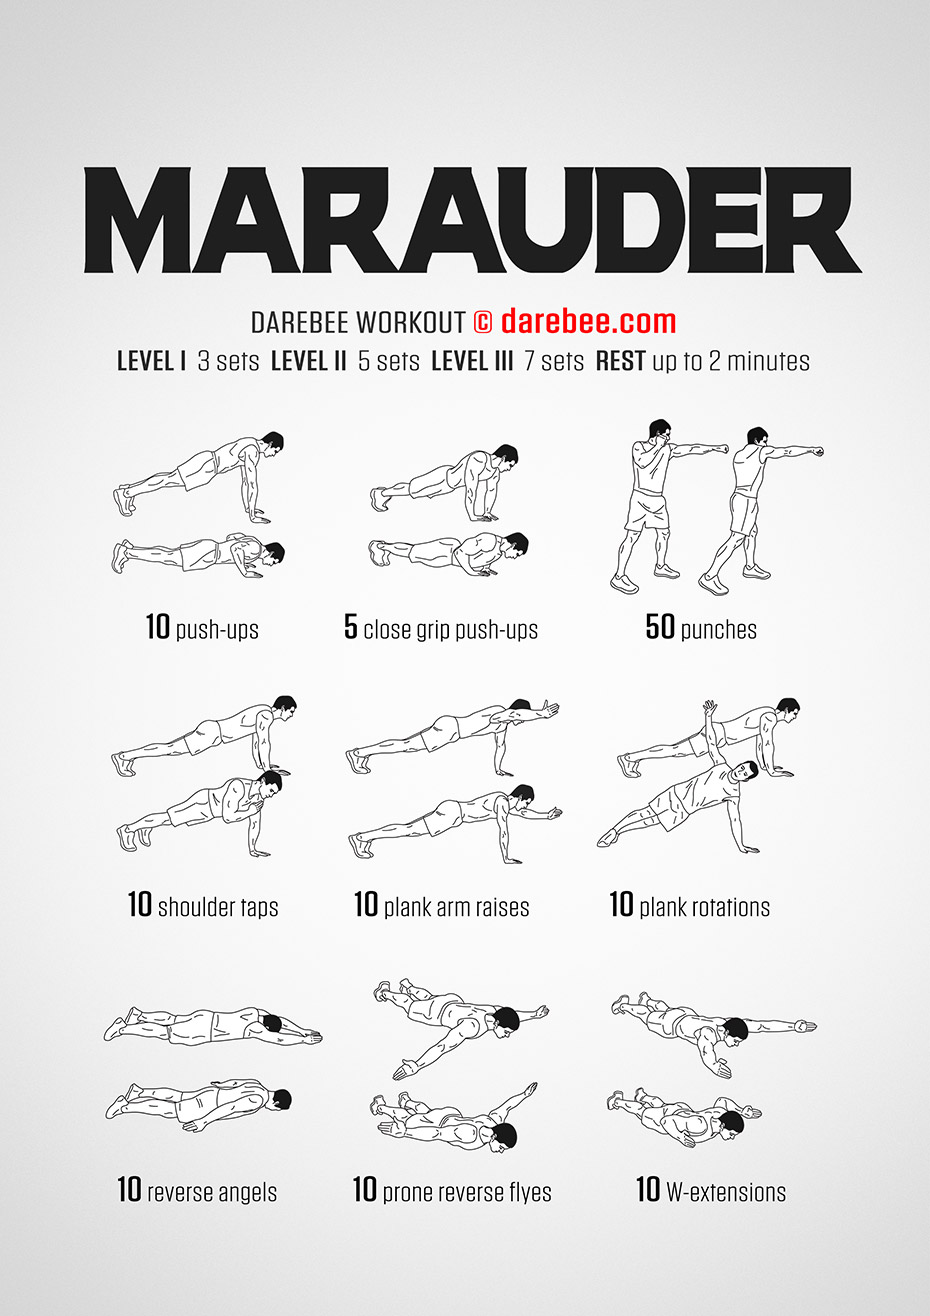 MARAUDER
DAREBEE WORKOUT © darebee.com
LEVEL I 3 sets LEVEL II 5 sets LEVEL III 7 sets REST up to 2 minutes
10 push-ups
5 close grip push-ups
50 punches
10 shoulder taps
10 plank arm raises
10 plank rotations
10 reverse angels
10 prone reverse flyes
10 W-extensions